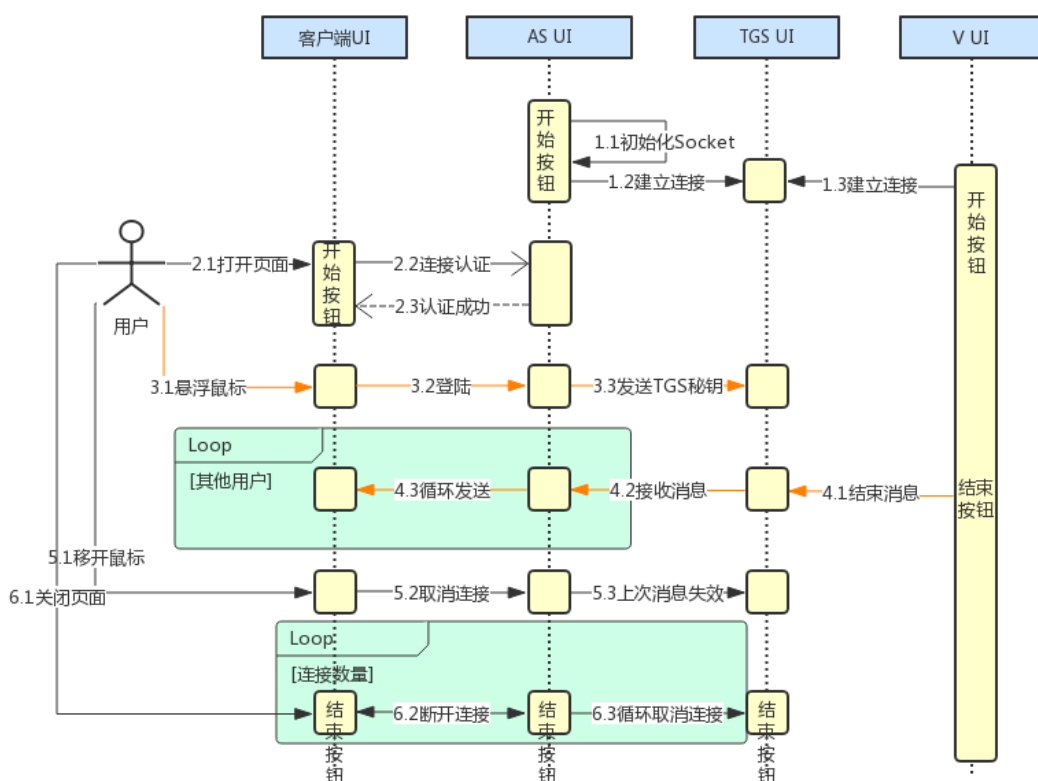 客户端UI
AS UI
TGS UI
V UI
开
始
按
钮
1.1初始化Socket
1.2建立连接
1.3建立连接
开
始
按
钮
2.1打开页面
开
始
按
钮
2.2连接认证
2.3认证成功
用户
3.1悬浮鼠标
3.2登陆
3.3发送TGS秘钥
Loop
[其他用户]
4.3循环发送
4.2接收消息
4.1结束消息
结束
按钮
5.1移开鼠标
5.2取消连接
5.3上次消息失效
6.1关闭页面
Loop
[连接数量]
结
束
按
钮
6.2断开连接
结
束
按
钮
6.3循环取消连接
结
束
按
钮